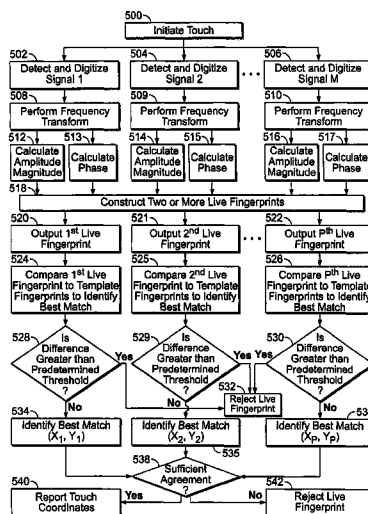 500
Initiate Touch
502 504 506
Detect and Digitize Signal 1
Detect and Digitize Signal 2
Detect and Digitize Signal M
508 509 510
Perform Frequency Transform
Perform Frequency Transform
Perform Frequency Transform
512 513 514 515 516 517
Calculate Amplitude Magnitude
Calculate Phase
Calculate Amplitude Magnitude
Calculate Phase
Calculate Amplitude Magnitude
Calculate Phase
518
Construct Two or More Live Fingerprints
520 521 522
Output 1st Live Fingerprint
Output 2nd Live Fingerprint
Output Pth Live Fingerprint
524 525 526
Compare 1st Live Fingerprint to Template Fingerprints to Identify Best Match
Compare 2nd Live Fingerprint to Template Fingerprints to Identify Best Match
Compare Pth Live Fingerprint to Template Fingerprints to Identify Best Match
528 529 530
Is Difference Greater than Predetermined Threshold ?
Yes
Is Difference Greater than Predetermined Threshold ?
Yes
Yes
Is Difference Greater than Predetermined Threshold ?
No
No
No
532
Reject Live Fingerprint
534
Identify Best Match (X1, Y1)
Identify Best Match (X2, Y2)
535
Identify Best Match (XP, YP)
538
Sufficient Agreement ?
540
Yes
No
542
Report Touch Coordinates
Reject Live Fingerprint